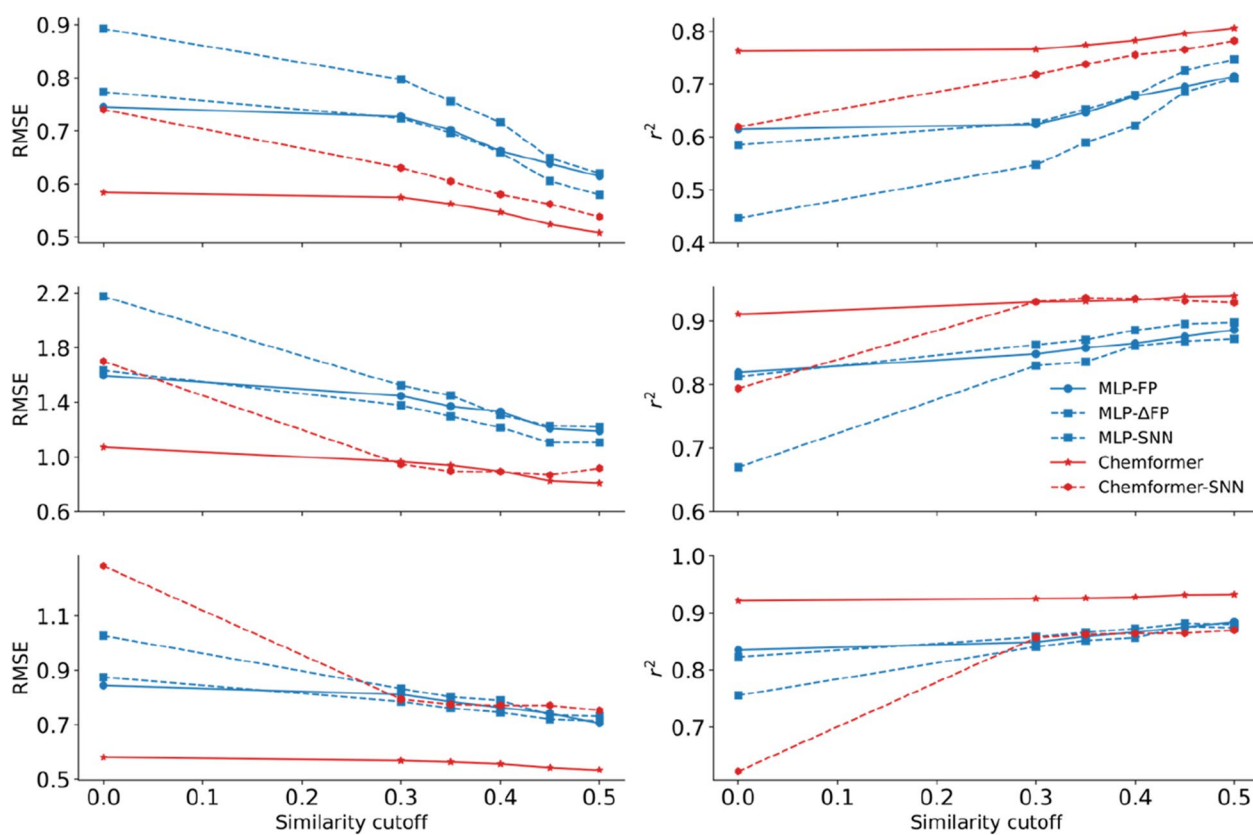 0.9
0.8
0.7
0.6
0.5
RMSE
0.8
0.7
0.6
0.5
0.4
r²
2.2
1.8
1.4
1.0
0.6
RMSE
0.9
0.8
0.7
0.6
r²
MLP-FP
MLP-ΔFP
MLP-SNN
Chemformer
Chemformer-SNN
1.1
0.9
0.7
0.5
RMSE
0.0 0.1 0.2 0.3 0.4 0.5
Similarity cutoff
1.0
0.9
0.8
0.7
r²
0.0 0.1 0.2 0.3 0.4 0.5
Similarity cutoff